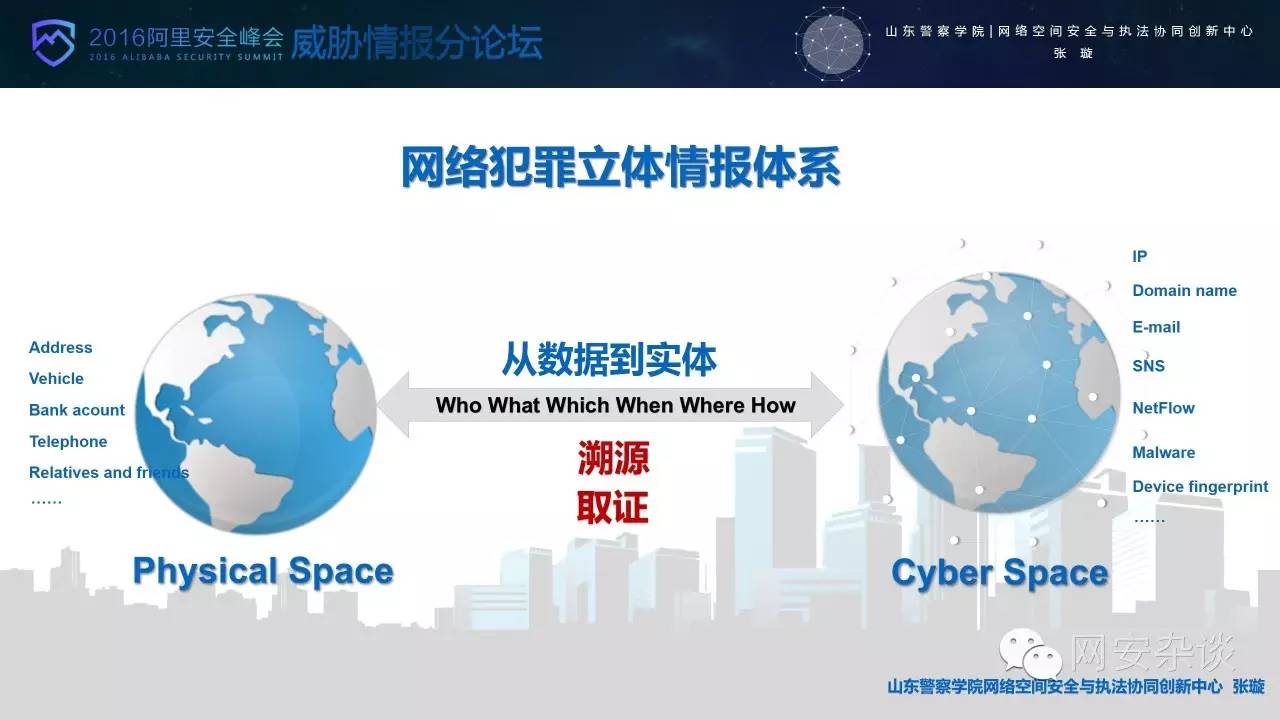 2016阿里安全峰会
2016 ALIBABA SECURITY SUMMIT
威胁情报分论坛
山东警察学院|网络空间安全与执法协同创新中心
张 璇
网络犯罪立体情报体系
Address
Vehicle
Bank acount
Telephone
Relatives and friends
……
Physical Space
从数据到实体
Who What Which When Where How
溯源
取证
IP
Domain name
E-mail
SNS
NetFlow
Malware
Device fingerprint
……
Cyber Space
网安杂谈
山东警察学院网络空间安全与执法协同创新中心 张璇